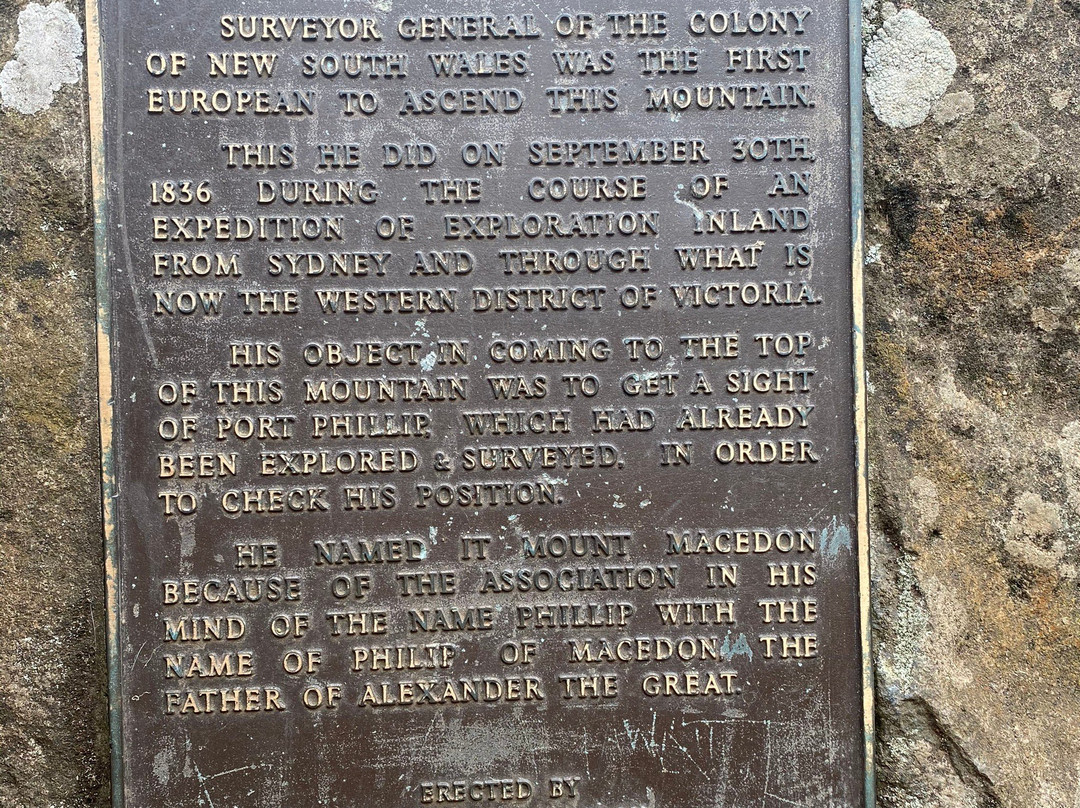 SURVEYOR GENERAL OF THE COLONY
OF NEW SOUTH WALES WAS THE FIRST
EUROPEAN TO ASCEND THIS MOUNTAIN.
THIS HE DID ON SEPTEMBER 30TH,
1836 DURING THE COURSE OF AN
EXPEDITION OF EXPLORATION INLAND
FROM SYDNEY AND THROUGH WHAT IS
NOW THE WESTERN DISTRICT OF VICTORIA.
HIS OBJECT IN COMING TO THE TOP
OF THIS MOUNTAIN WAS TO GET A SIGHT
OF PORT PHILLIP, WHICH HAD ALREADY
BEEN EXPLORED & SURVEYED, IN ORDER
TO CHECK HIS POSITION.
HE NAMED IT MOUNT MACEDON
BECAUSE OF THE ASSOCIATION IN HIS
MIND OF THE NAME PHILLIP WITH THE
NAME OF PHILIP OF MACEDON, THE
FATHER OF ALEXANDER THE GREAT.
ERECTED BY